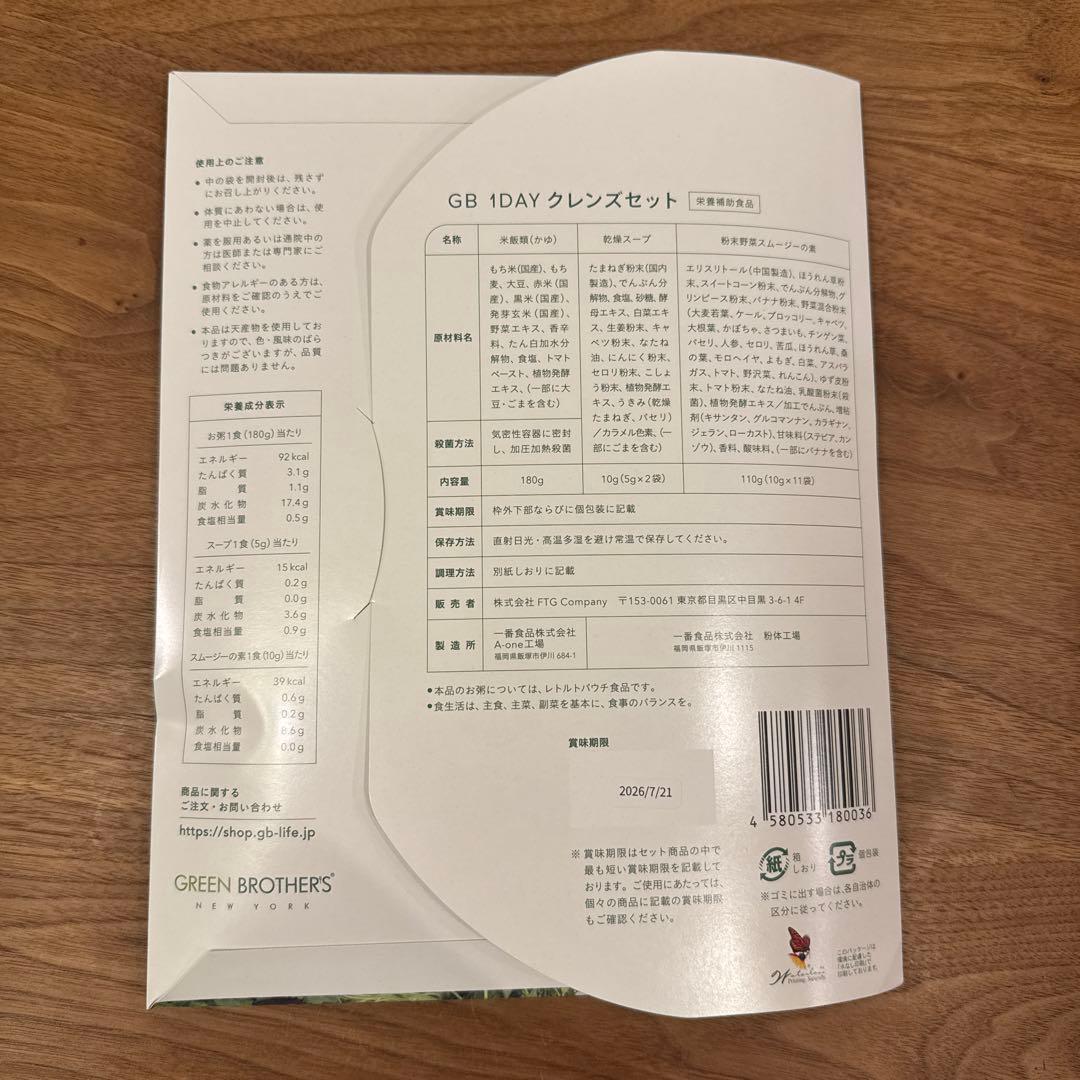 使用上のご注意
● 中の袋を開封後は、残さず
にお召し上がりください。
● 体質にあわない場合は、使
用を中止してください。
● 薬を服用あるいは通院中の
方は医師または専門家にご
相談ください。
● 食物アレルギーのある方は、
原材料をご確認のうえでご
使用ください。
● 本品は天産物を使用してお
りますので、色・風味のばら
つきがございますが、品質
には問題ありません。
栄養成分表示
お粥1食(180g)当たり
エネルギー 92kcal
たんぱく質 3.1g
脂質 1.1g
炭水化物 17.4g
食塩相当量 0.5g
スープ1食(5g)当たり
エネルギー 15kcal
たんぱく質 0.2g
脂質 0.0g
炭水化物 3.6g
食塩相当量 0.9g
スムージーの素1食(10g)当たり
エネルギー 39kcal
たんぱく質 0.6g
脂質 0.2g
炭水化物 8.6g
食塩相当量 0.0g
商品に関する
ご注文・お問い合わせ
https://shop.gb-life.jp
GREEN BROTHER'S®
NEW YORK
GB 1DAY クレンズセット 栄養補助食品
名称 米飯類(かゆ) 乾燥スープ 粉末野菜スムージーの素
原材料名
もち米(国産)、もち
麦、大豆、赤米(国
産)、黒米(国産)、
発芽玄米(国産)、
野菜エキス、香辛
料、たん白加水分
解物、食塩、トマト
ペースト、植物発酵
エキス、(一部に大
豆・ごまを含む)
たまねぎ粉末(国内
製造)、でんぷん分
解物、食塩、砂糖、酵
母エキス、白菜エキ
ス、生姜粉末、キャ
ベツ粉末、なたね
油、にんにく粉末、
セロリ粉末、こしょ
う粉末、植物発酵エ
キス、うきみ(乾燥
たまねぎ、パセリ)
/カラメル色素、(一
部にごまを含む)
エリスリトール(中国製造)、ほうれん草粉
末、スイートコーン粉末、でんぷん分解物、グ
リンピース粉末、バナナ粉末、野菜混合粉末
(大麦若葉、ケール、ブロッコリー、キャベツ、
大根葉、かぼちゃ、さつまいも、チンゲン菜、
パセリ、人参、セロリ、苦瓜、ほうれん草、桑
の葉、モロヘイヤ、よもぎ、白菜、アスパラ
ガス、トマト、野沢菜、れんこん)、ゆず皮粉
末、トマト粉末、なたね油、乳酸菌粉末(殺
菌)、植物発酵エキス/加工でんぷん、増粘
剤(キサンタン、グルコマンナン、カラギナン、
ジェラン、ローカスト)、甘味料(ステビア、カン
ゾウ)、香料、酸味料、(一部にバナナを含む)
殺菌方法
気密性容器に密封
し、加圧加熱殺菌
内容量 180g 10g(5g×2袋) 110g(10g×11袋)
賞味期限 枠外下部ならびに個包装に記載
保存方法 直射日光・高温多湿を避け常温で保存してください。
調理方法 別紙しおりに記載
販売者 株式会社 FTG Company 〒153-0061 東京都目黒区中目黒 3-6-1 4F
製造所
一番食品株式会社
A-one工場
福岡県飯塚市伊川 684-1
一番食品株式会社 粉体工場
福岡県飯塚市伊川 1115
●本品のお粥については、レトルトパウチ食品です。
●食生活は、主食、主菜、副菜を基本に、食事のバランスを。
賞味期限
2026/7/21
※賞味期限はセット商品の中で
最も短い賞味期限を記載して
おります。ご使用にあたっては、
個々の商品に記載の賞味期限
もご確認ください。
4 580533 180036
紙 箱 しおり
プラ 個包装
※ゴミに出す場合は、各自治体の
区分に従ってください。
Waterless
Printing, Naturally
このパッケージは
環境に配慮した
「水なし印刷」で
印刷しております。